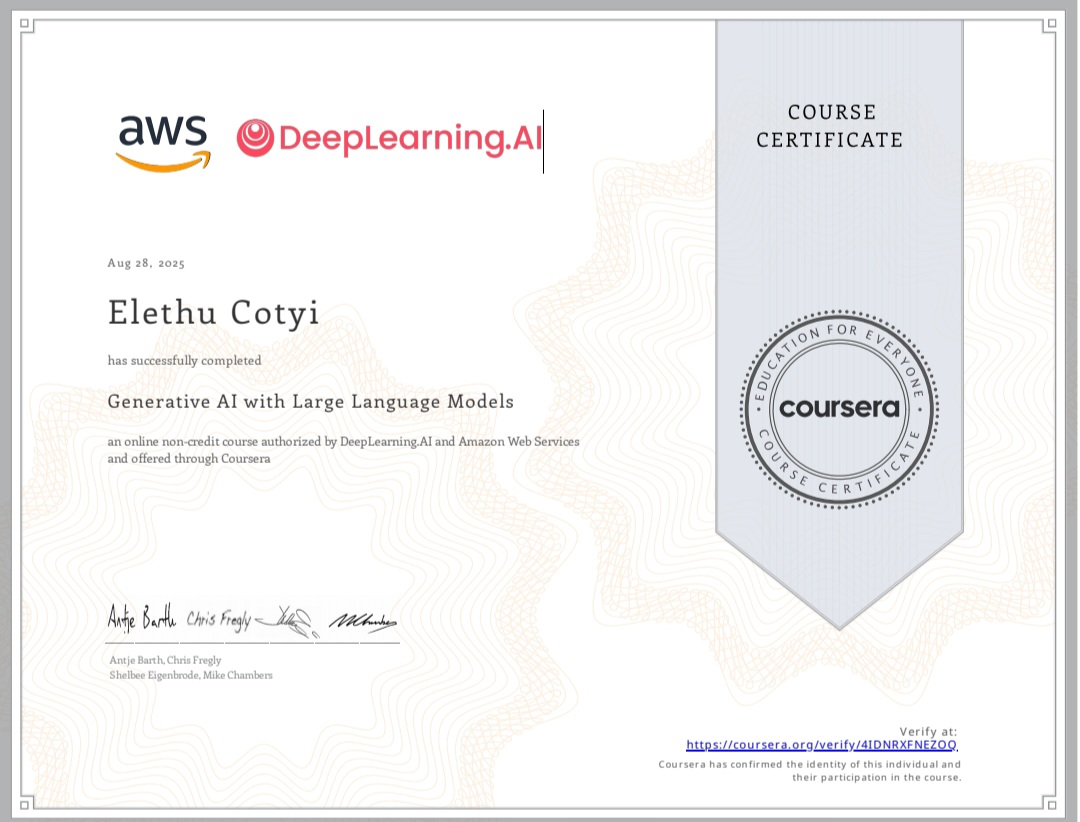 aws DeepLearning.AI
COURSE
CERTIFICATE
Aug 28, 2025
Elethu Cotyi
has successfully completed
Generative AI with Large Language Models
an online non-credit course authorized by DeepLearning.AI and Amazon Web Services
and offered through Coursera
EDUCATION FOR EVERYONE
coursera
COURSE CERTIFICATE
Antje Barth Chris Fregly
Antje Barth, Chris Fregly
Shelbee Eigenbrode, Mike Chambers
Verify at:
https://coursera.org/verify/4IDNRXFNEZOQ
Coursera has confirmed the identity of this individual and
their participation in the course.